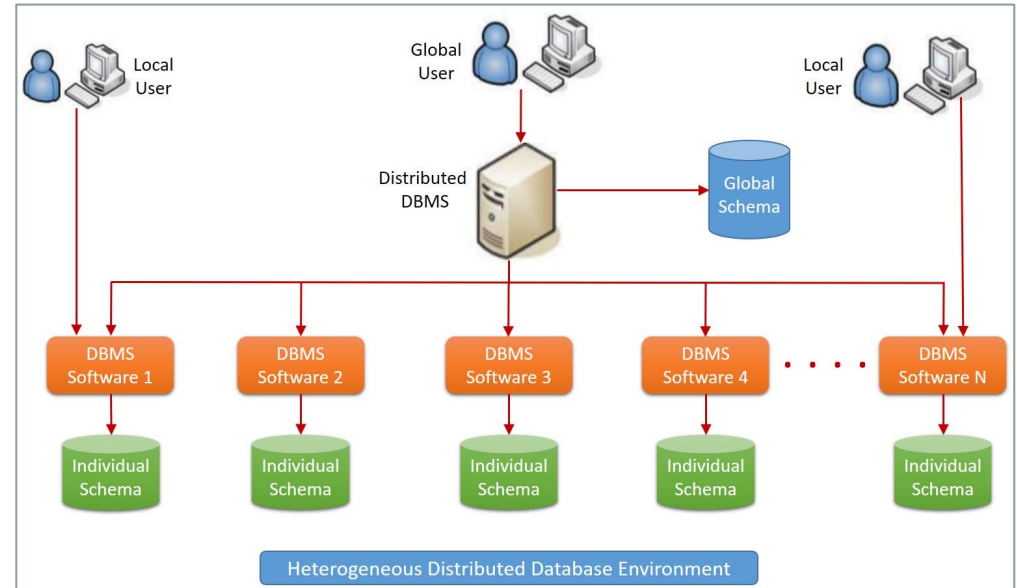 Local
User
Global
User
Local
User
Distributed
DBMS
Global
Schema
DBMS
Software 1
DBMS
Software 2
DBMS
Software 3
DBMS
Software 4
DBMS
Software N
Individual
Schema
Individual
Schema
Individual
Schema
Individual
Schema
Individual
Schema
Heterogeneous Distributed Database Environment